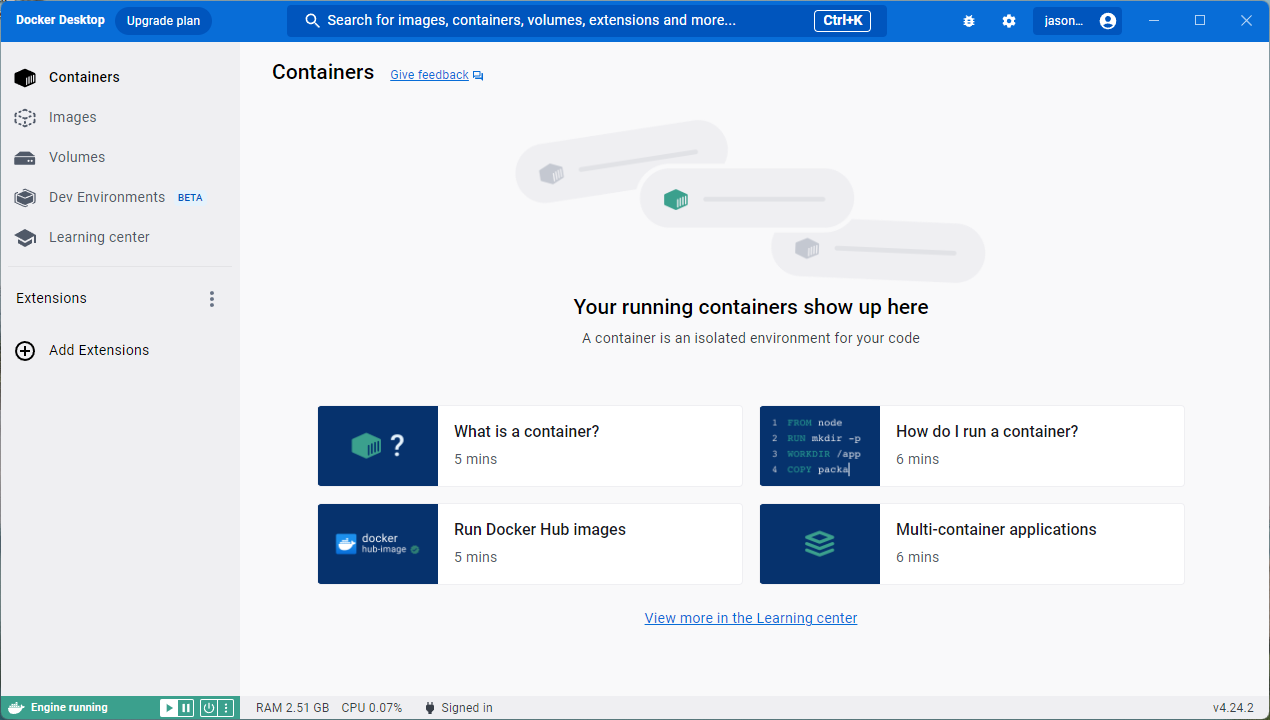 Docker Desktop Upgrade plan Search for images, containers, volumes, extensions and more... Ctrl+K jason...
Containers
Images
Volumes
Dev Environments BETA
Learning center
Extensions
Add Extensions
Containers Give feedback
Your running containers show up here
A container is an isolated environment for your code
?
What is a container?
5 mins
1 FROM node
2 RUN mkdir -p
3 WORKDIR /app
4 COPY packa
How do I run a container?
6 mins
docker
hub-image
Run Docker Hub images
5 mins
Multi-container applications
6 mins
View more in the Learning center
Engine running RAM 2.51 GB CPU 0.07% Signed in v4.24.2